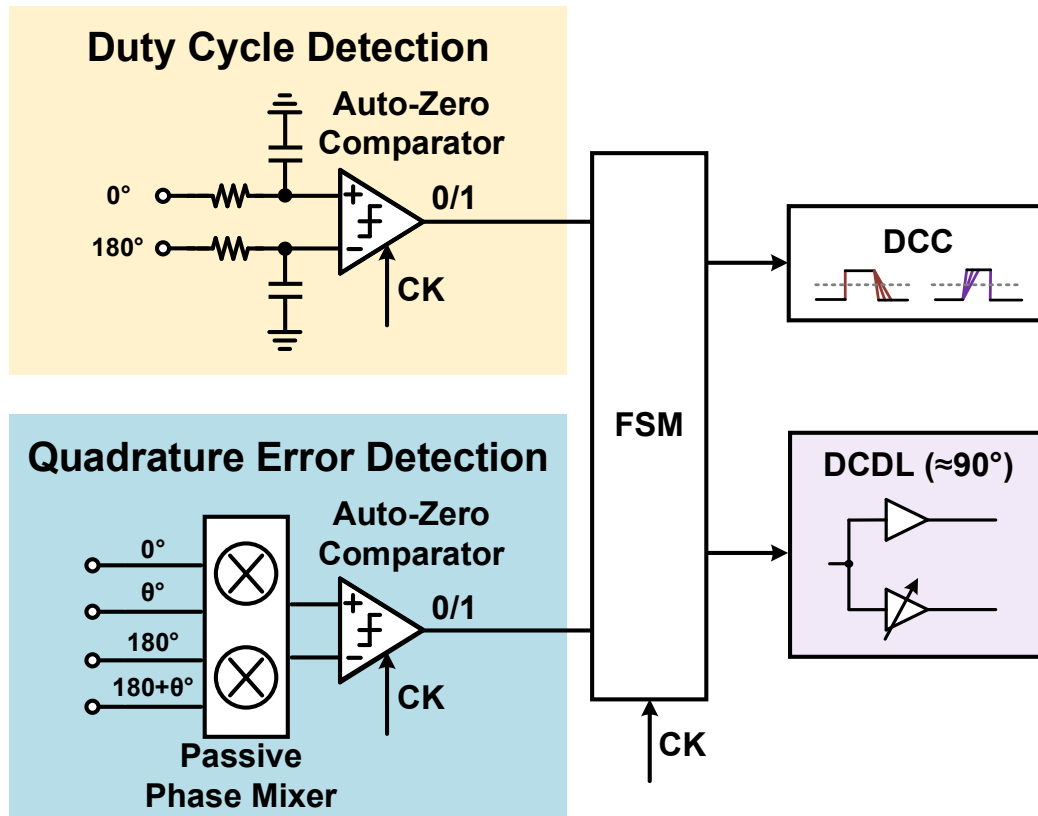 Duty Cycle Detection
Auto-Zero
Comparator
0°
180°
+
−
0/1
CK
Quadrature Error Detection
Auto-Zero
Comparator
0°
θ°
180°
180+θ°
+
−
0/1
CK
Passive
Phase Mixer
FSM
CK
DCC
DCDL (≈90°)